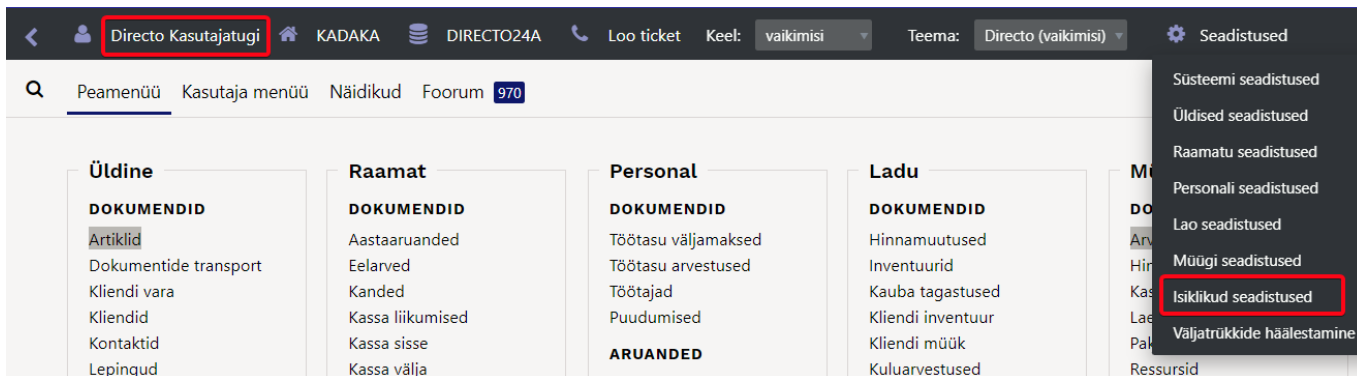 Directo Kasutajatugi KADAKA DIRECTO24A Loo ticket Keel: vaikimisi Teema: Directo (vaikimisi) Seadistused
Peamenüü Kasutaja menüü Näidikud Foorum 970
Süsteemi seadistused
Üldised seadistused
Raamatu seadistused
Personali seadistused
Lao seadistused
Müügi seadistused
Isiklikud seadistused
Väljatrükkide häälestamine
Üldine
DOKUMENDID
Artiklid
Dokumentide transport
Kliendi vara
Kliendid
Kontaktid
Lepingud
Raamat
DOKUMENDID
Aastaaruanded
Eelarved
Kanded
Kassa liikumised
Kassa sisse
Kassa välja
Personal
DOKUMENDID
Töötasu väljamaksed
Töötasu arvestused
Töötajad
Puudumised
ARUANDED
Ladu
DOKUMENDID
Hinnamuutused
Inventuurid
Kauba tagastused
Kliendi inventuur
Kliendi müük
Kuluarvestused
Ressursid